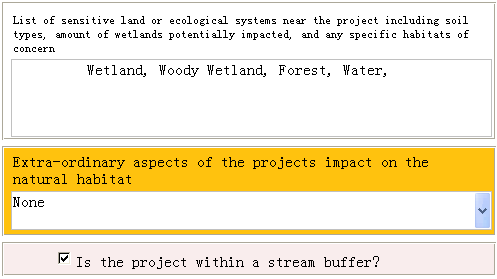 List of sensitive land or ecological systems near the project including soil
types, amount of wetlands potentially impacted, and any specific habitats of
concern
Wetland, Woody Wetland, Forest, Water,
Extra-ordinary aspects of the projects impact on the
natural habitat
None
Is the project within a stream buffer?